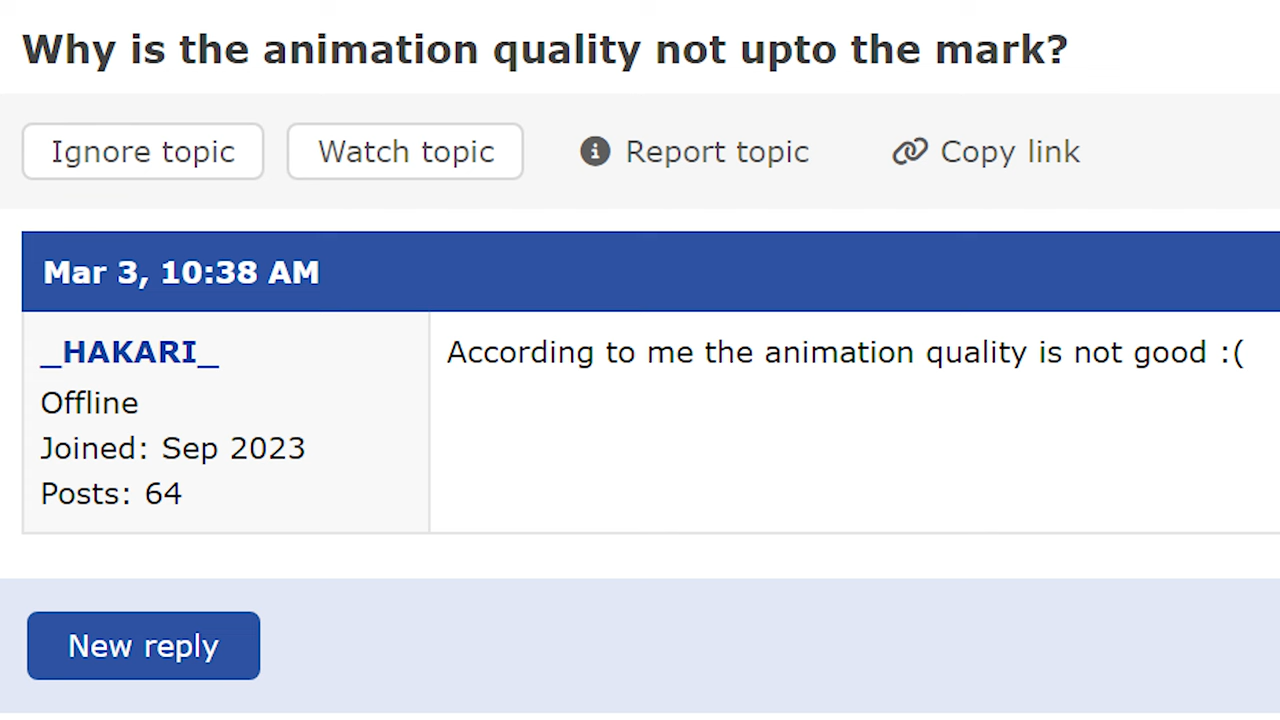 Why is the animation quality not upto the mark?
Ignore topic Watch topic Report topic Copy link
Mar 3, 10:38 AM
_HAKARI_
Offline
Joined: Sep 2023
Posts: 64
According to me the animation quality is not good :(
New reply